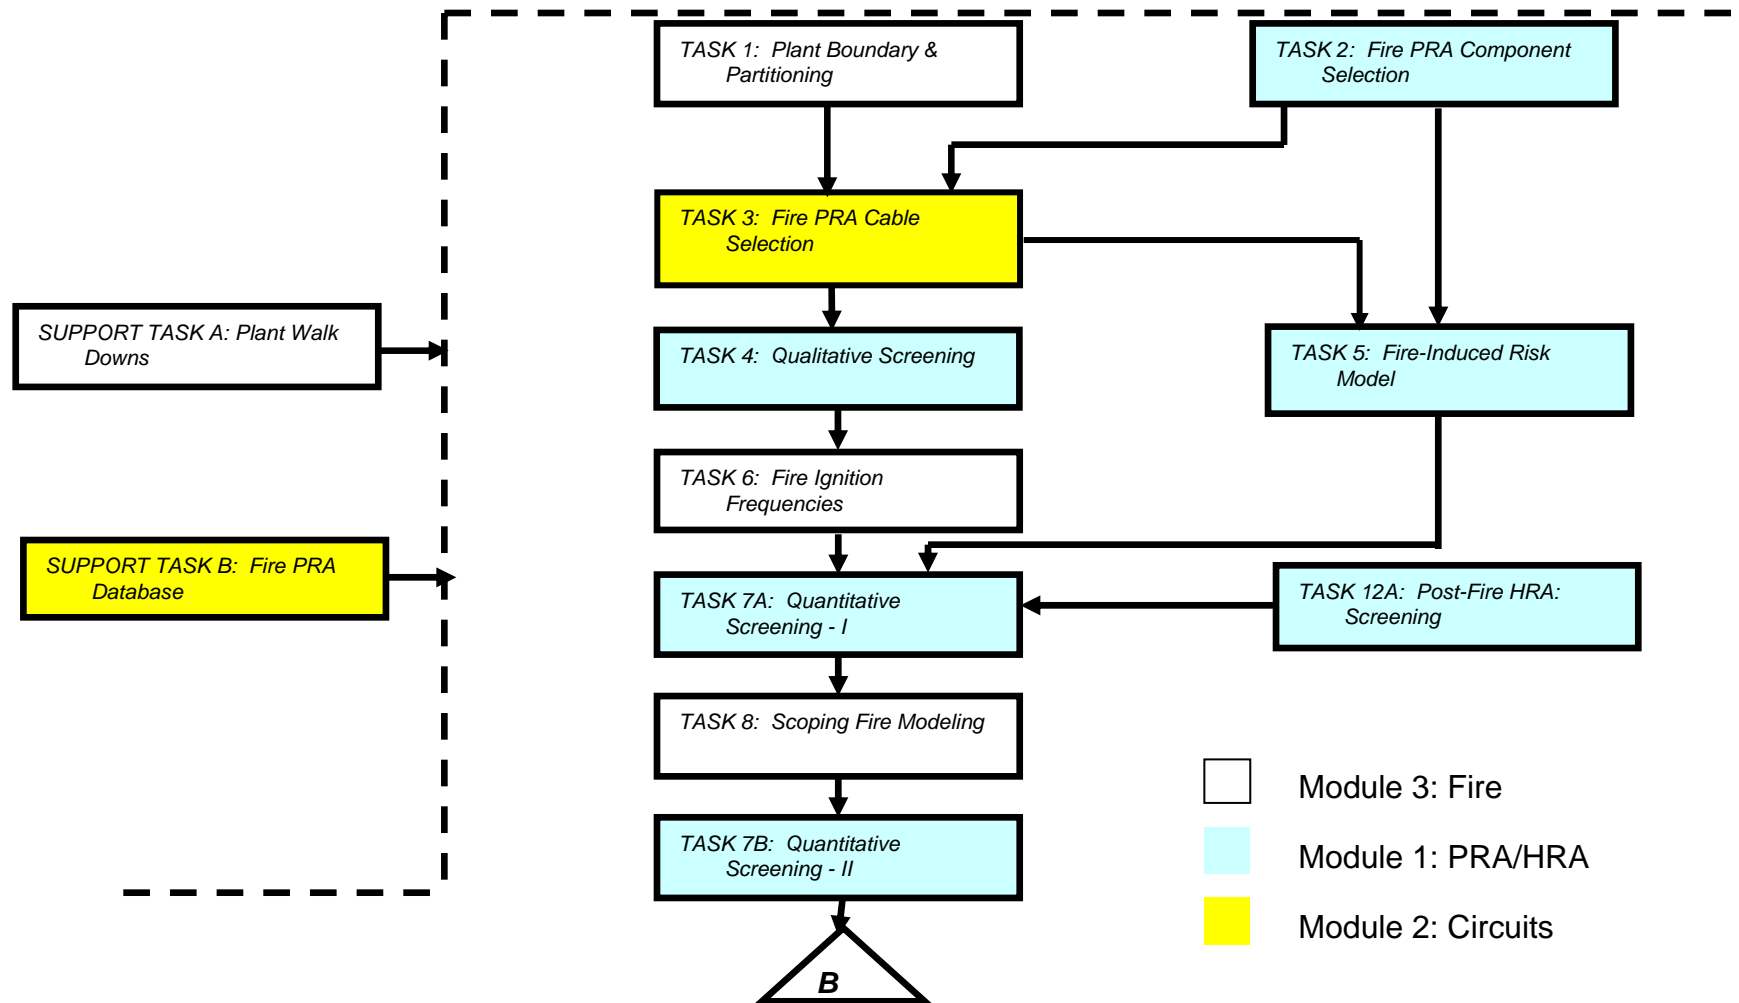 TASK 1: Plant Boundary &
Partitioning
TASK 2: Fire PRA Component
Selection
TASK 3: Fire PRA Cable
Selection
SUPPORT TASK A: Plant Walk
Downs
TASK 4: Qualitative Screening
TASK 5: Fire-Induced Risk
Model
TASK 6: Fire Ignition
Frequencies
SUPPORT TASK B: Fire PRA
Database
TASK 7A: Quantitative
Screening - I
TASK 12A: Post-Fire HRA:
Screening
TASK 8: Scoping Fire Modeling
TASK 7B: Quantitative
Screening - II
B
Module 3: Fire
Module 1: PRA/HRA
Module 2: Circuits